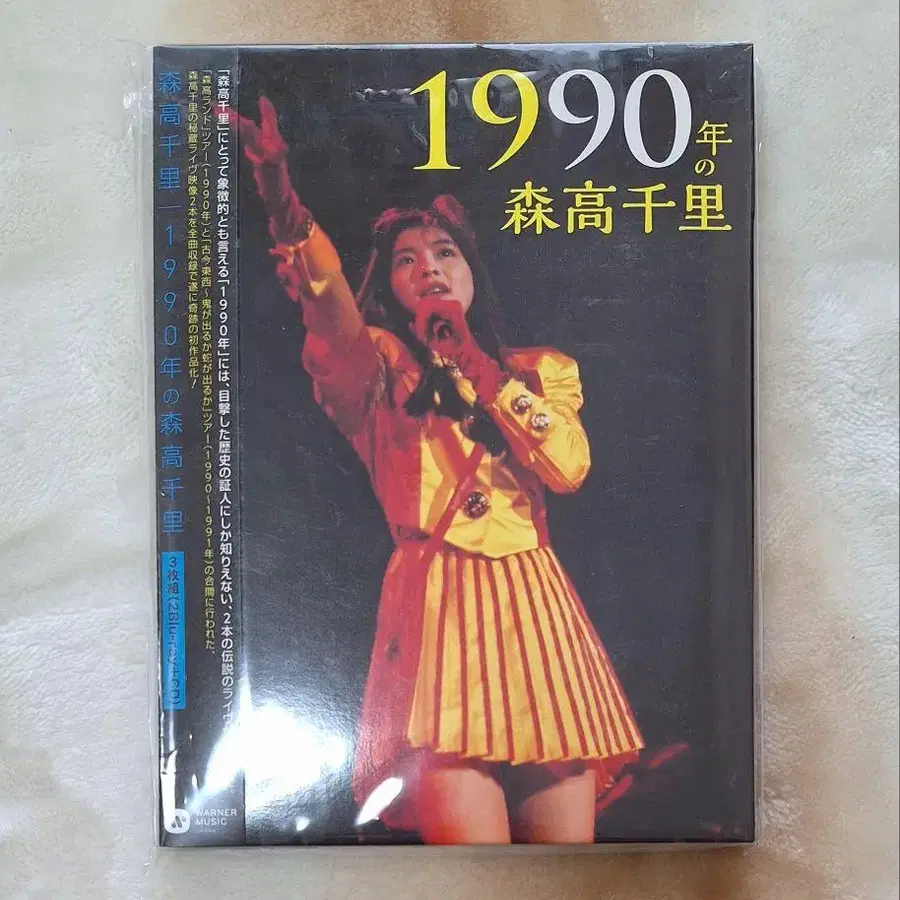 1990年の
森高千里
「森高千里」にとって象徴的とも言える「1990年」には、目撃した歴史の証人にしか知りえない、2本の伝説のライヴ
「森高ランド」ツアー(1990年)と「古今東西〜鬼が出るか蛇が出るか」ツアー(1990〜1991年)の合間に行われた、
森高千里の秘蔵ライヴ映像2本を全曲収録で遂に奇跡の初作品化!
森高千里|1990年の森高千里
3枚組(2Blu-ray+CD)
WARNER
MUSIC
JAPAN